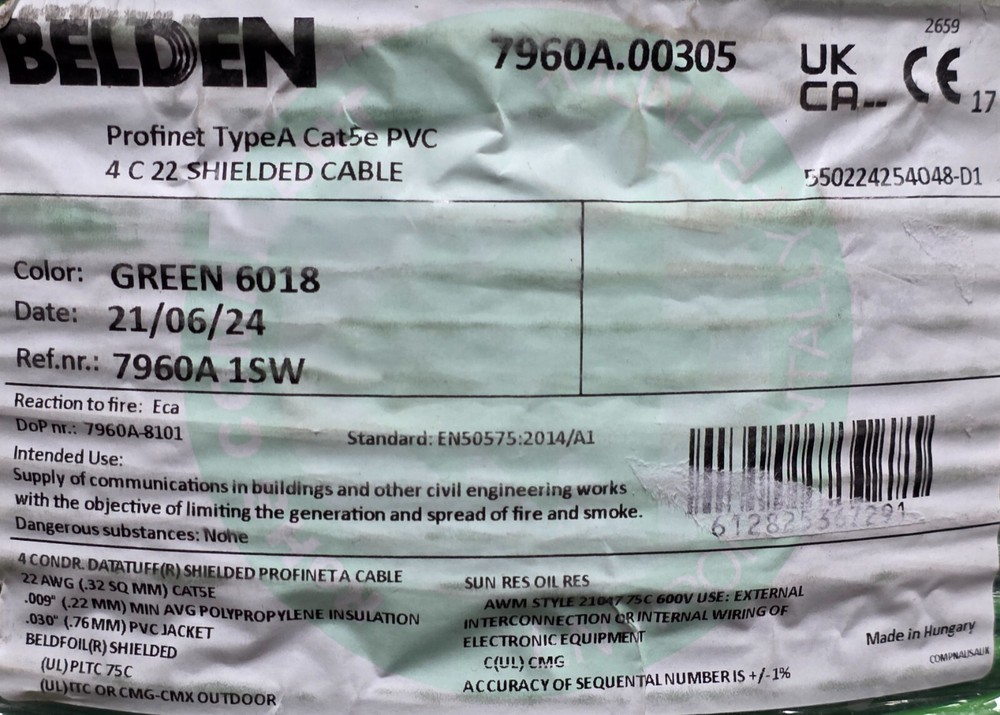 BELDEN
7960A.00305
UK
CA
2659
CE
17
Profinet TypeA Cat5e PVC
4 C 22 SHIELDED CABLE
550224254048-D1
Color: GREEN 6018
Date: 21/06/24
Ref.nr.: 7960A 1SW
Reaction to fire: Eca
DoP nr.: 7960A-8101
Standard: EN50575:2014/A1
Intended Use:
Supply of communications in buildings and other civil engineering works
with the objective of limiting the generation and spread of fire and smoke.
Dangerous substances: None
4 CONDR. DATATUFF(R) SHIELDED PROFINET A CABLE
22 AWG (.32 SQ MM) CAT5E
.009" (.22 MM) MIN AVG POLYPROPYLENE INSULATION
.030" (.76 MM) PVC JACKET
BELDFOIL(R) SHIELDED
(UL) PLTC 75C
(UL) ITC OR CMG-CMX OUTDOOR
SUN RES OIL RES
AWM STYLE 21047 75C 600V USE: EXTERNAL
INTERCONNECTION OR INTERNAL WIRING OF
ELECTRONIC EQUIPMENT
C(UL) CMG
ACCURACY OF SEQUENTAL NUMBER IS +/-1%
Made in Hungary